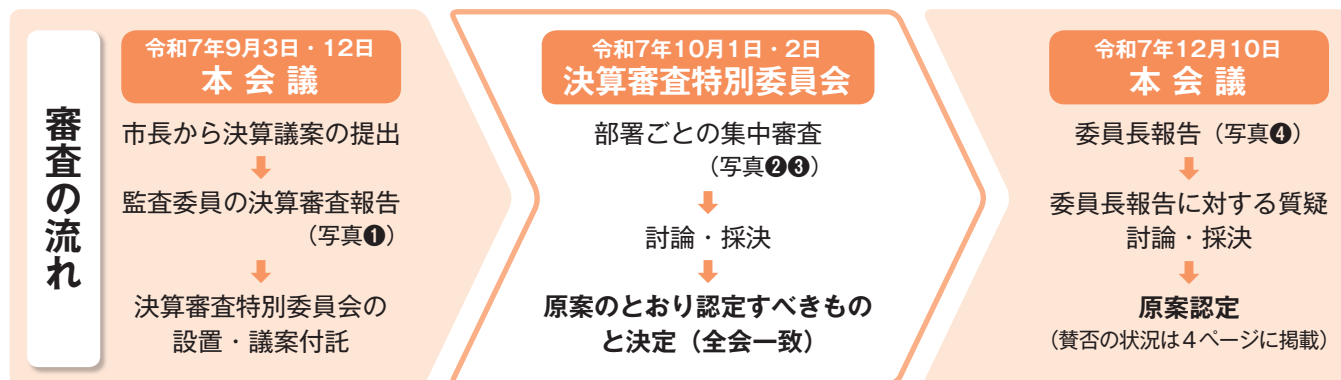 審査の流れ
令和7年9月3日・12日
本会議
市長から決算議案の提出
監査委員の決算審査報告
（写真❶）
決算審査特別委員会の
設置・議案付託
令和7年10月1日・2日
決算審査特別委員会
部署ごとの集中審査
（写真❷❸）
討論・採決
原案のとおり認定すべきもの
と決定（全会一致）
令和7年12月10日
本会議
委員長報告（写真❹）
委員長報告に対する質疑
討論・採決
原案認定
（賛否の状況は４ページに掲載）